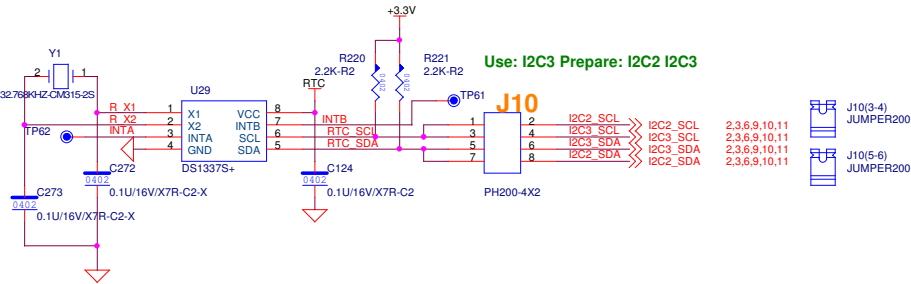 +3.3V
Y1
2 1
32.768KHZ-CM315-2S
R220
2.2K-R2
0402
R221
2.2K-R2
0402
Use: I2C3 Prepare: I2C2 I2C3
RTC
U29
R_X1 1 X1 VCC 8
R_X2 2 X2 INTB 7 INTB TP61
TP62 INTA 3 INTA SCL 6 RTC_SCL
4 GND SDA 5 RTC_SDA
DS1337S+
J10
1 2 I2C2_SCL I2C2_SCL 2,3,6,9,10,11
3 4 I2C3_SCL I2C3_SCL 2,3,6,9,10,11
5 6 I2C3_SDA I2C3_SDA 2,3,6,9,10,11
7 8 I2C2_SDA I2C2_SDA 2,3,6,9,10,11
PH200-4X2
J10(3-4)
JUMPER200
J10(5-6)
JUMPER200
C272
0402
0.1U/16V/X7R-C2-X
C273
0402
0.1U/16V/X7R-C2-X
C124
0402
0.1U/16V/X7R-C2